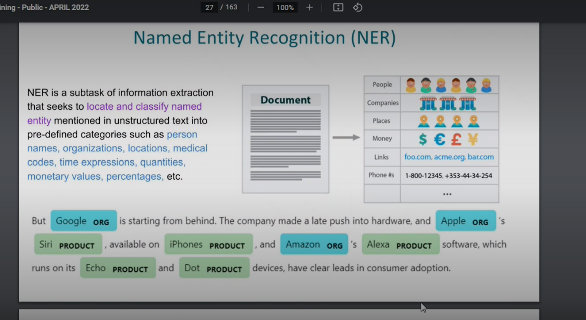 ning - Public - APRIL 2022
27 / 163
100%
Named Entity Recognition (NER)
NER is a subtask of information extraction
that seeks to locate and classify named
entity mentioned in unstructured text into
pre-defined categories such as person
names, organizations, locations, medical
codes, time expressions, quantities,
monetary values, percentages, etc.
Document
People
Companies
Places
Money $ € £ ¥
Links foo.com, acme.org, bar.com
Phone #s 1-800-12345, +353-44-34-254
...
But Google ORG is starting from behind. The company made a late push into hardware, and Apple ORG 's
Siri PRODUCT , available on iPhones PRODUCT , and Amazon ORG 's Alexa PRODUCT software, which
runs on its Echo PRODUCT and Dot PRODUCT devices, have clear leads in consumer adoption.